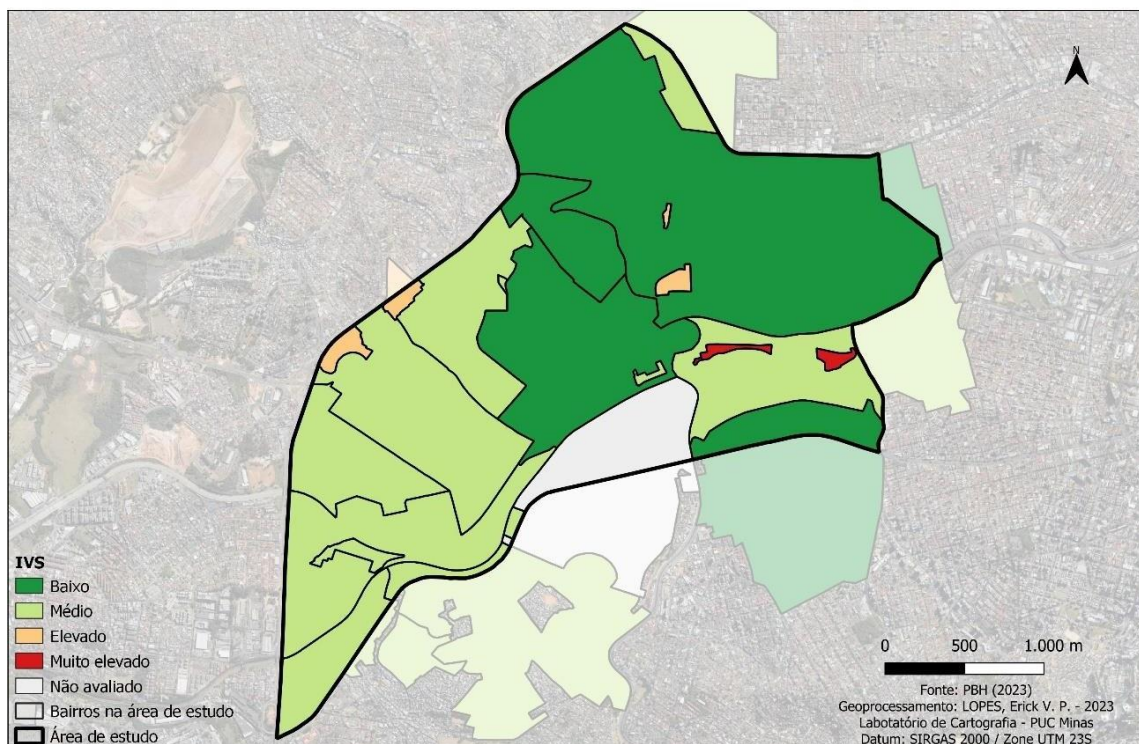 N
IVS
Baixo
Médio
Elevado
Muito elevado
Não avaliado
Bairros na área de estudo
Área de estudo
0 500 1.000 m
Fonte: PBH (2023)
Geoprocessamento: LOPES, Erick V. P. - 2023
Labotatório de Cartografia - PUC Minas
Datum: SIRGAS 2000 / Zone UTM 23S